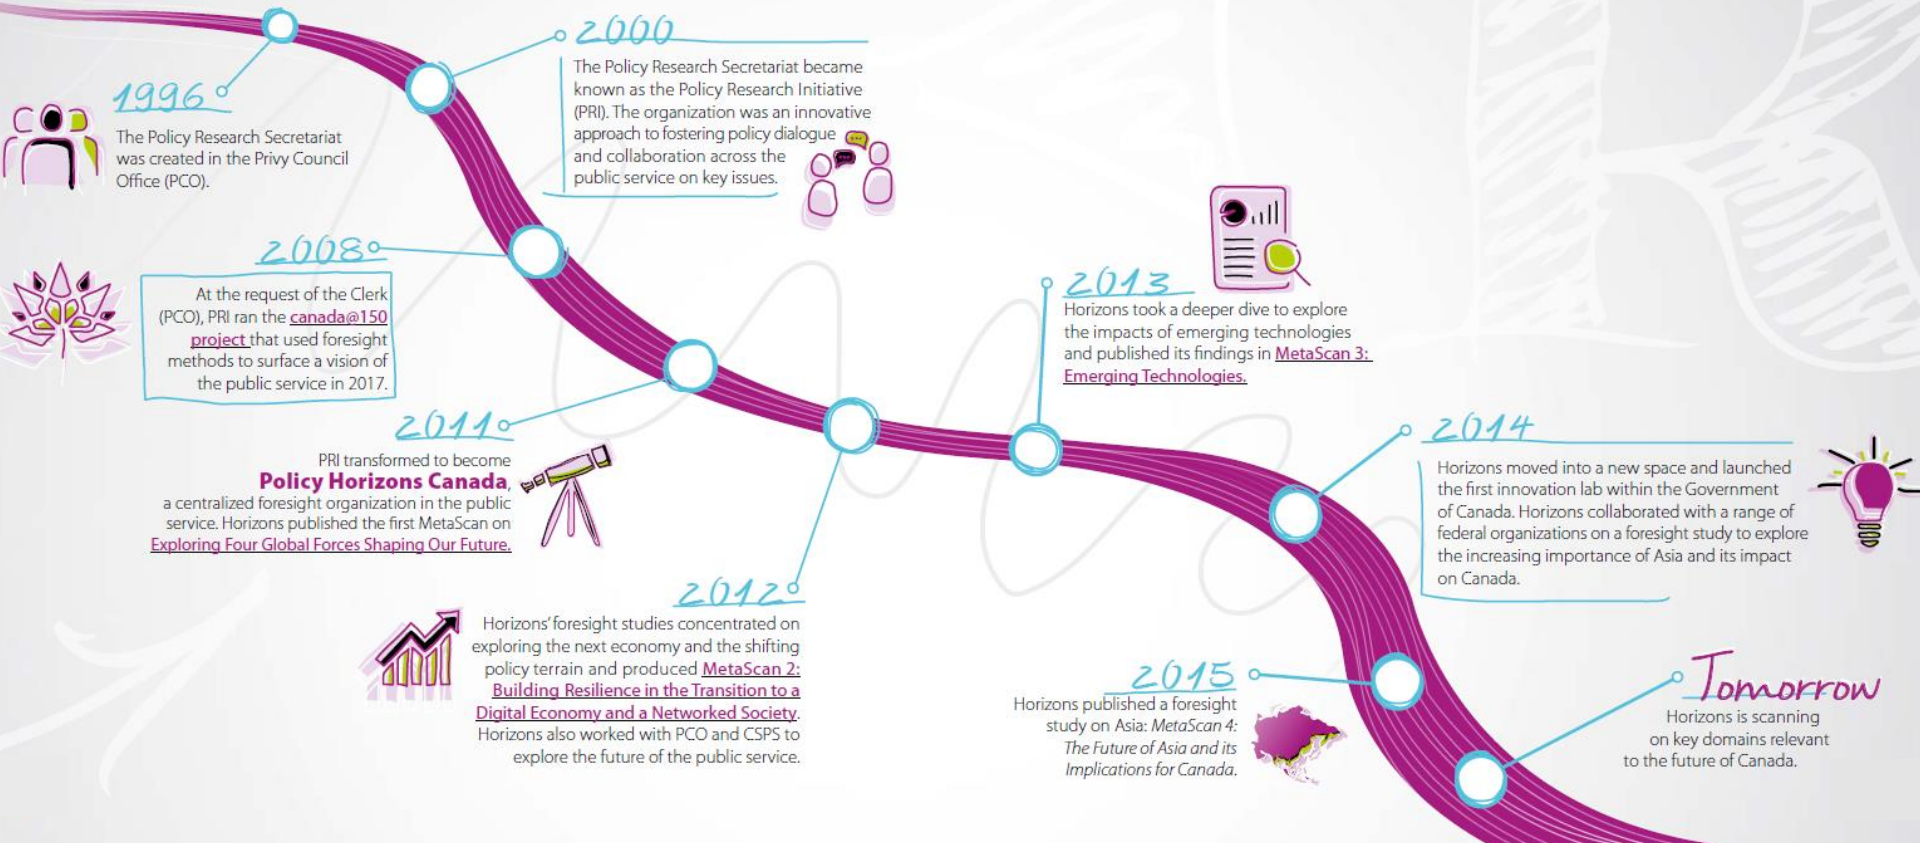 1996
The Policy Research Secretariat
was created in the Privy Council
Office (PCO).
2000
The Policy Research Secretariat became
known as the Policy Research Initiative
(PRI). The organization was an innovative
approach to fostering policy dialogue
and collaboration across the
public service on key issues.
2008
At the request of the Clerk
(PCO), PRI ran the canada@150
project that used foresight
methods to surface a vision of
the public service in 2017.
2011
PRI transformed to become
Policy Horizons Canada,
a centralized foresight organization in the public
service. Horizons published the first MetaScan on
Exploring Four Global Forces Shaping Our Future.
2012
Horizons' foresight studies concentrated on
exploring the next economy and the shifting
policy terrain and produced MetaScan 2:
Building Resilience in the Transition to a
Digital Economy and a Networked Society.
Horizons also worked with PCO and CSPS to
explore the future of the public service.
2013
Horizons took a deeper dive to explore
the impacts of emerging technologies
and published its findings in MetaScan 3:
Emerging Technologies.
2014
Horizons moved into a new space and launched
the first innovation lab within the Government
of Canada. Horizons collaborated with a range of
federal organizations on a foresight study to explore
the increasing importance of Asia and its impact
on Canada.
2015
Horizons published a foresight
study on Asia: MetaScan 4:
The Future of Asia and its
Implications for Canada.
Tomorrow
Horizons is scanning
on key domains relevant
to the future of Canada.